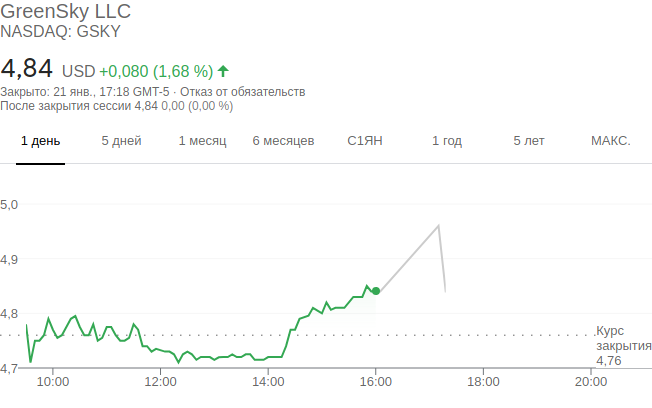 GreenSky LLC
NASDAQ: GSKY
4,84 USD +0,080 (1,68 %)
Закрыто: 21 янв., 17:18 GMT-5 · Отказ от обязательств
После закрытия сессии 4,84 0,00 (0,00 %)
1 день 5 дней 1 месяц 6 месяцев С1ЯН 1 год 5 лет МАКС.
5,0
4,9
4,8
Курс
закрытия
4,76
4,7
10:00 12:00 14:00 16:00 18:00 20:00